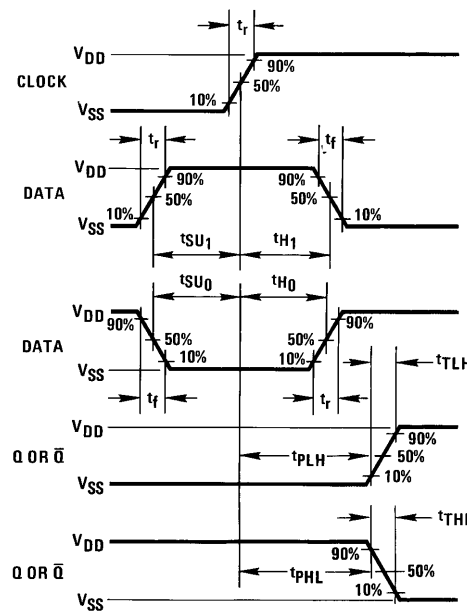 tr
VDD
90%
CLOCK
50%
10%
VSS
tr
tf
VDD
90%
90%
DATA
50%
50%
10%
10%
VSS
tSU1
tH1
tSU0
tH0
VDD
90%
90%
DATA
50%
50%
10%
10%
VSS
tTLH
tf
tr
VDD
90%
Q OR Q̅
tPLH
50%
10%
VSS
tTHL
VDD
90%
Q OR Q̅
tPHL
50%
10%
VSS